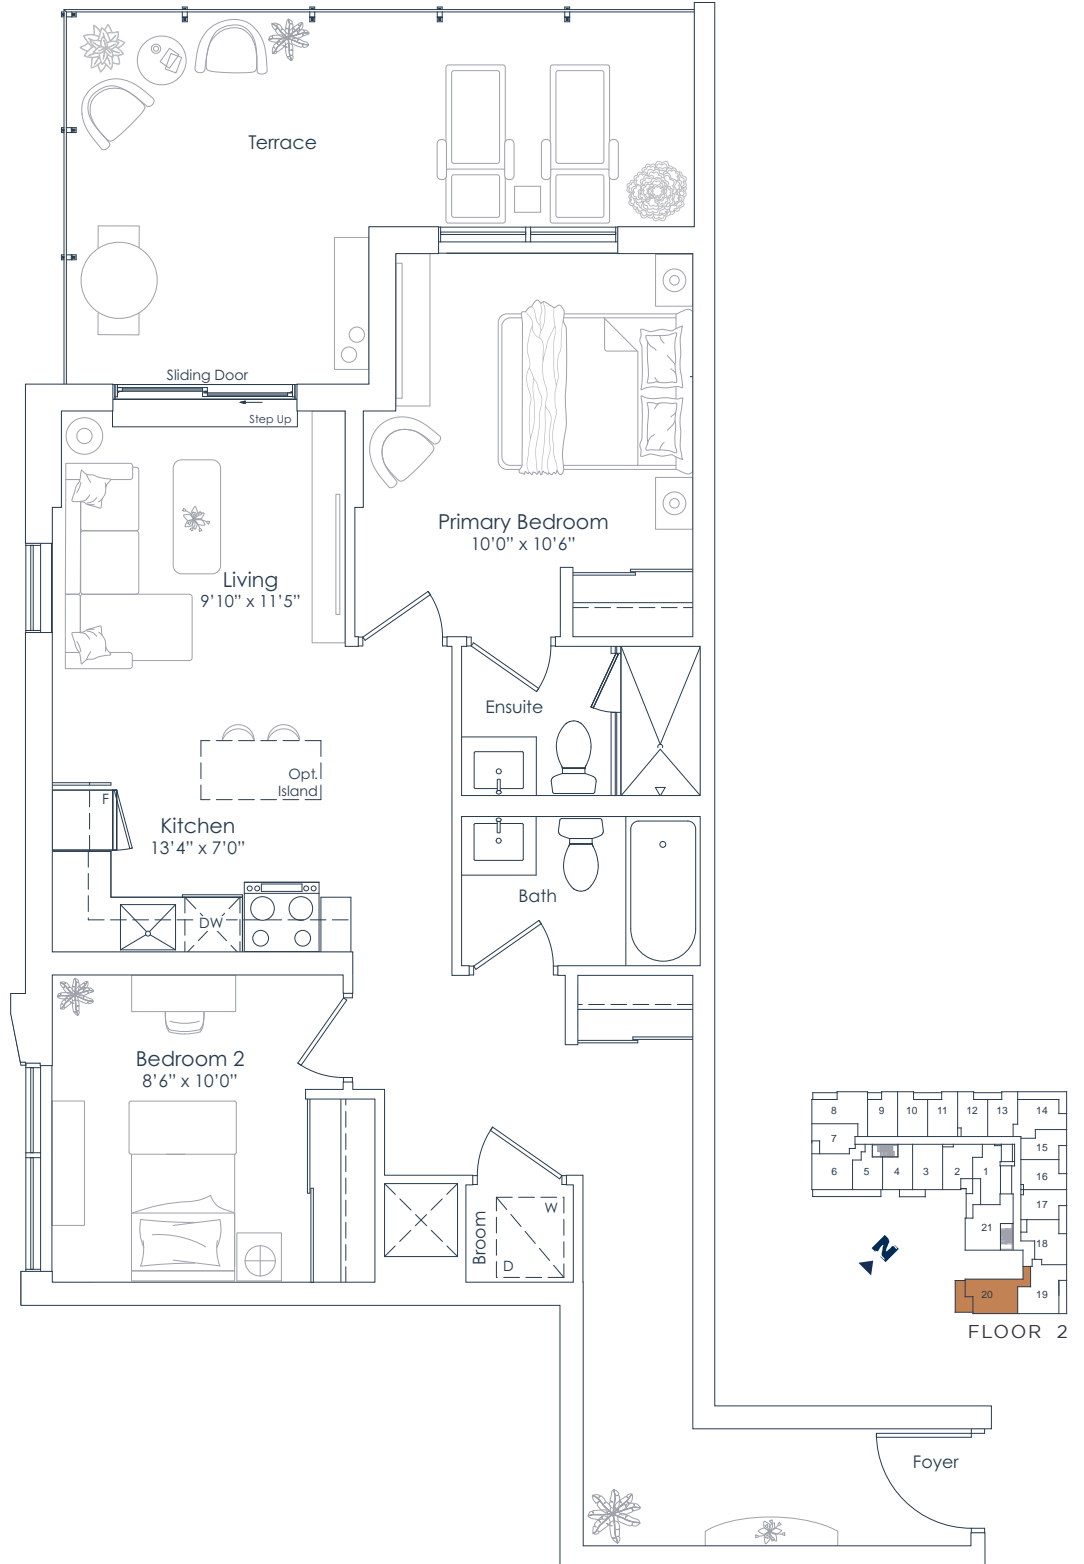 Terrace
Sliding Door
Step Up
Primary Bedroom
10'0" x 10'6"
Living
9'10" x 11'5"
Ensuite
Opt.
Island
F
Kitchen
13'4" x 7'0"
Bath
DW
Bedroom 2
8'6" x 10'0"
Broom
W
D
8
9
10
11
12
13
14
7
15
6
5
4
3
2
1
16
17
21
18
N
20
19
FLOOR 2
Foyer